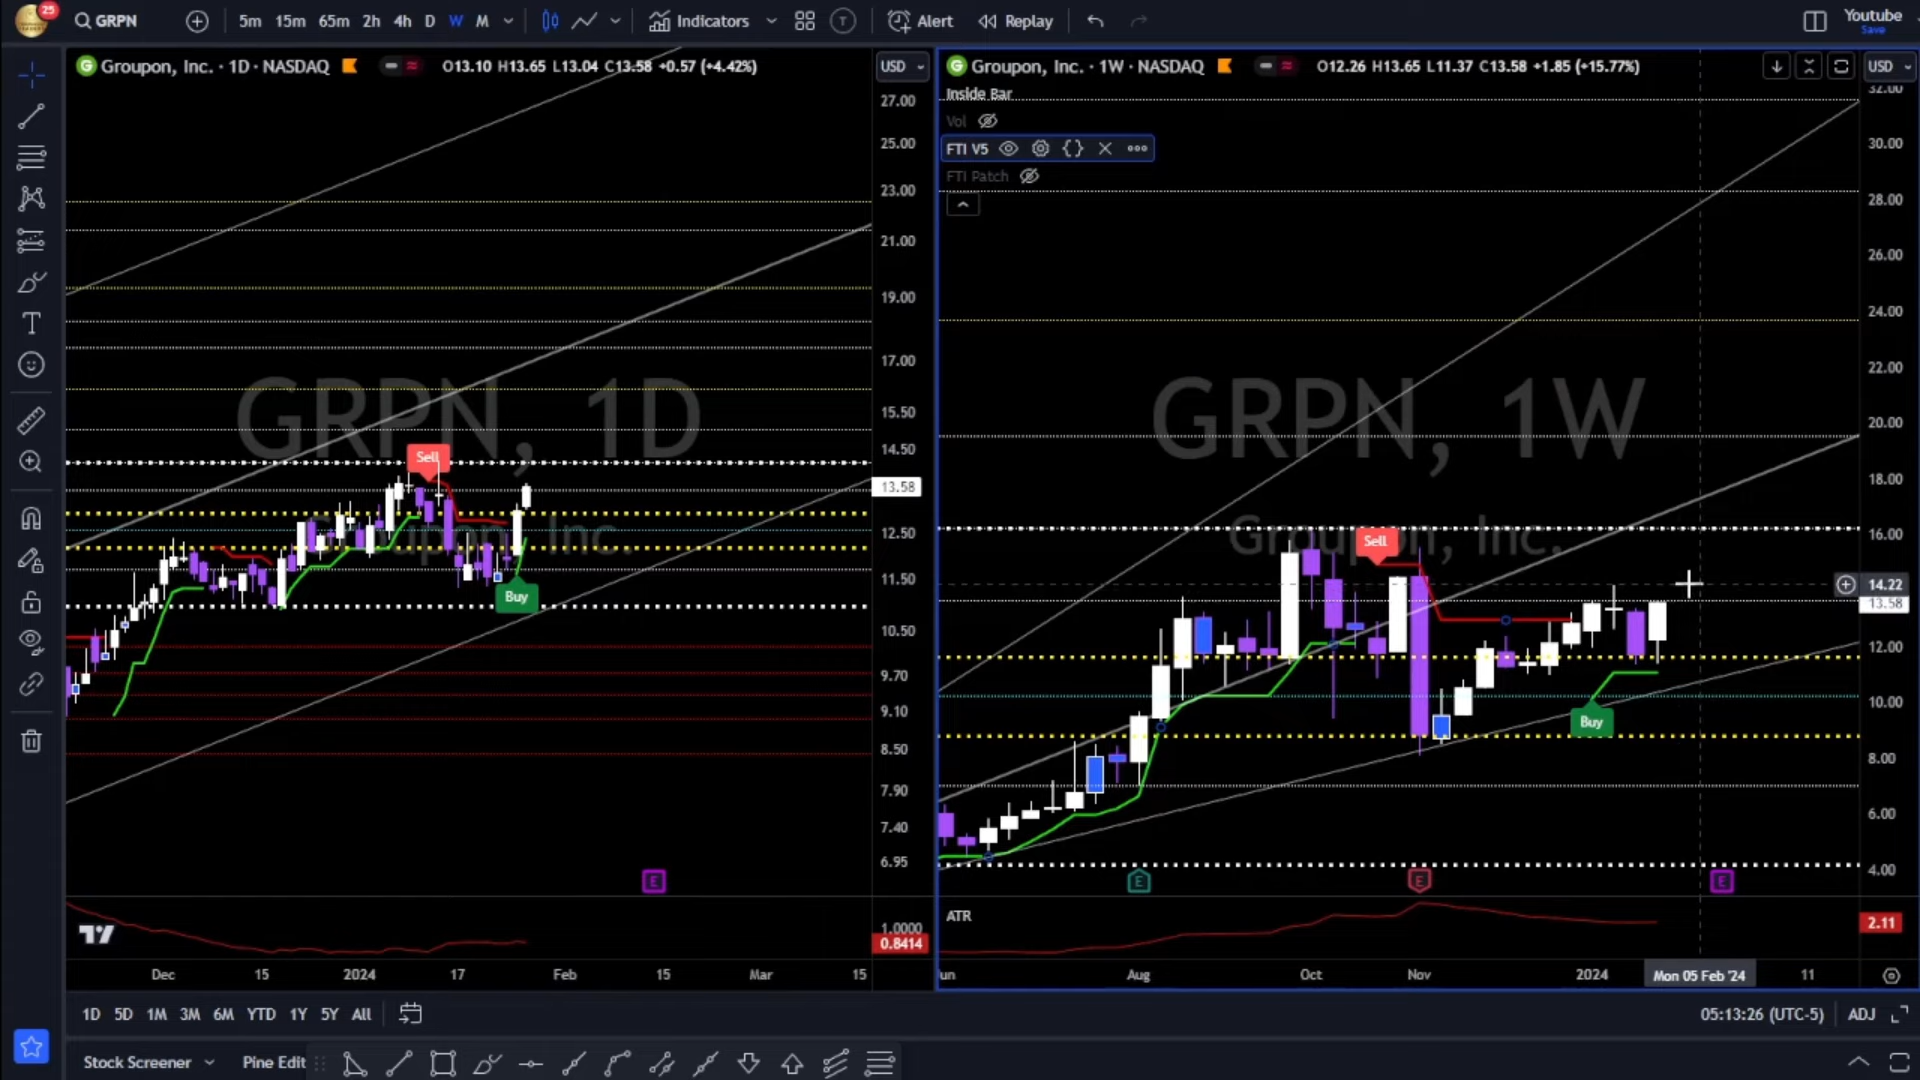 25
GRPN
5m 15m 65m 2h 4h D W M
Indicators
T
Alert
Replay
Youtube
Save
Groupon, Inc. · 1D · NASDAQ
O13.10 H13.65 L13.04 C13.58 +0.57 (+4.42%)
USD
27.00
25.00
23.00
21.00
19.00
17.00
15.50
14.50
13.58
12.50
11.50
10.50
9.70
9.10
8.50
7.90
7.40
6.95
GRPN, 1D
Groupon, Inc.
Sell
Buy
E
1.0000
0.8414
Dec 15 2024 17 Feb 15 Mar 15
Groupon, Inc. · 1W · NASDAQ
O12.26 H13.65 L11.37 C13.58 +1.85 (+15.77%)
USD
Inside Bar
Vol
FTI V5
FTI Patch
32.00
30.00
28.00
26.00
24.00
22.00
20.00
18.00
16.00
14.22
13.58
12.00
10.00
8.00
6.00
4.00
GRPN, 1W
Groupon, Inc.
Sell
Buy
E E E
ATR
2.11
un Aug Oct Nov 2024 Mon 05 Feb '24 11
1D 5D 1M 3M 6M YTD 1Y 5Y All
05:13:26 (UTC-5) ADJ
Stock Screener
Pine Edit